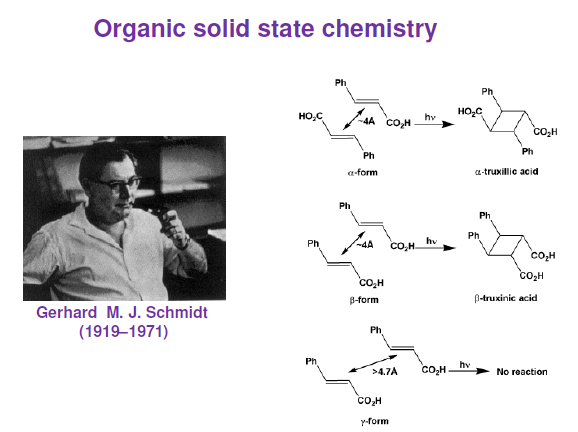 Organic solid state chemistry
Ph
HO₂C
~4Å
CO₂H
hν
Ph
α-form
Ph
HO₂C
CO₂H
Ph
α-truxillic acid
Ph
Ph
~4Å
CO₂H
hν
CO₂H
β-form
Ph
Ph
CO₂H
CO₂H
β-truxinic acid
Gerhard M. J. Schmidt
(1919–1971)
Ph
Ph
>4.7Å
CO₂H
hν
No reaction
CO₂H
γ-form